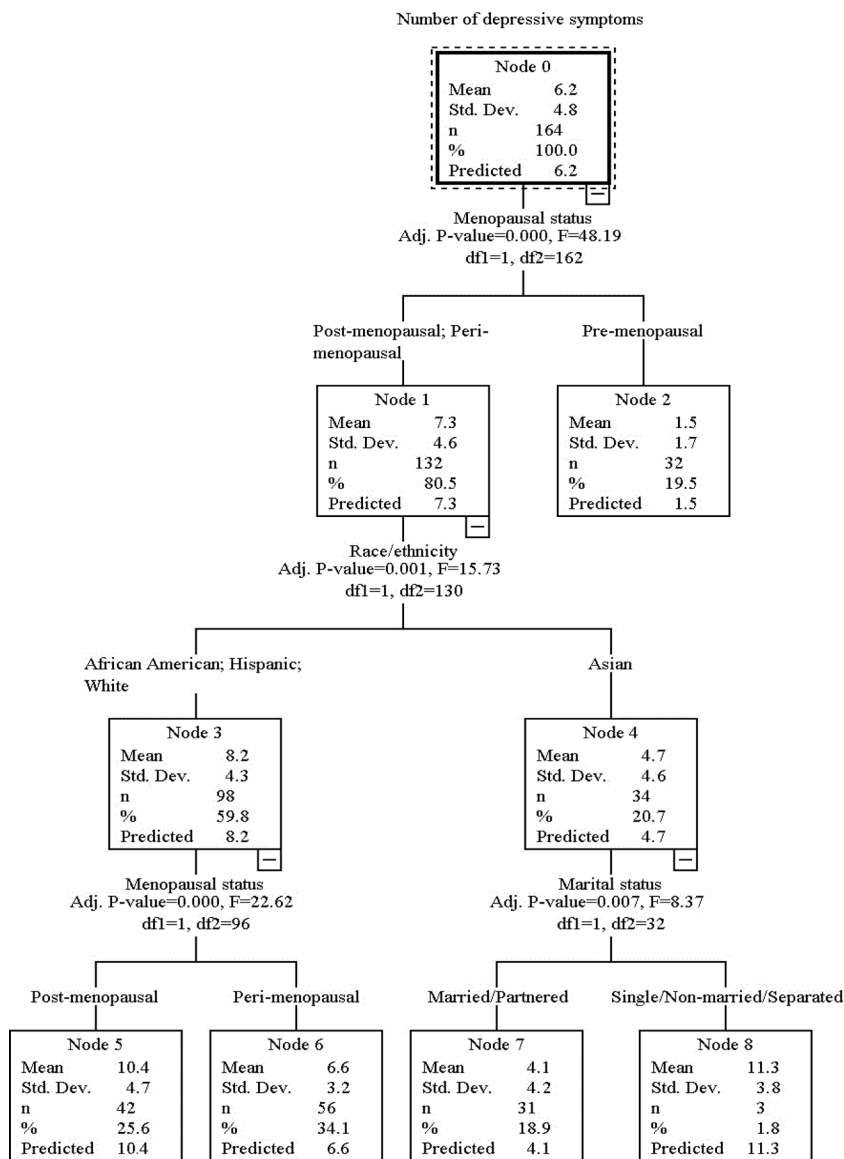 Number of depressive symptoms
Node 0
Mean 6.2
Std. Dev. 4.8
n 164
% 100.0
Predicted 6.2
Menopausal status
Adj. P-value=0.000, F=48.19
df1=1, df2=162
Post-menopausal; Peri-
menopausal
Pre-menopausal
Node 1
Mean 7.3
Std. Dev. 4.6
n 132
% 80.5
Predicted 7.3
Node 2
Mean 1.5
Std. Dev. 1.7
n 32
% 19.5
Predicted 1.5
Race/ethnicity
Adj. P-value=0.001, F=15.73
df1=1, df2=130
African American; Hispanic;
White
Asian
Node 3
Mean 8.2
Std. Dev. 4.3
n 98
% 59.8
Predicted 8.2
Node 4
Mean 4.7
Std. Dev. 4.6
n 34
% 20.7
Predicted 4.7
Menopausal status
Adj. P-value=0.000, F=22.62
df1=1, df2=96
Marital status
Adj. P-value=0.007, F=8.37
df1=1, df2=32
Post-menopausal
Peri-menopausal
Married/Partnered
Single/Non-married/Separated
Node 5
Mean 10.4
Std. Dev. 4.7
n 42
% 25.6
Predicted 10.4
Node 6
Mean 6.6
Std. Dev. 3.2
n 56
% 34.1
Predicted 6.6
Node 7
Mean 4.1
Std. Dev. 4.2
n 31
% 18.9
Predicted 4.1
Node 8
Mean 11.3
Std. Dev. 3.8
n 3
% 1.8
Predicted 11.3